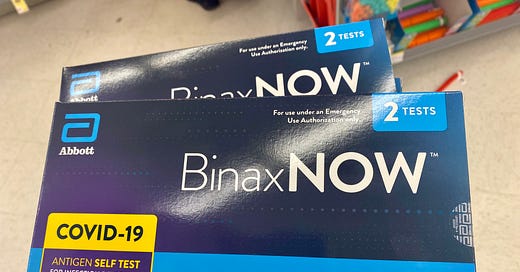 For use under an Emergency
Use Authorization only.
2 TESTS
BinaxNOW™
For use under an Emergency
Use Authorization only.
2 TESTS
Abbott
BinaxNOW™
COVID-19
ANTIGEN SELF TEST